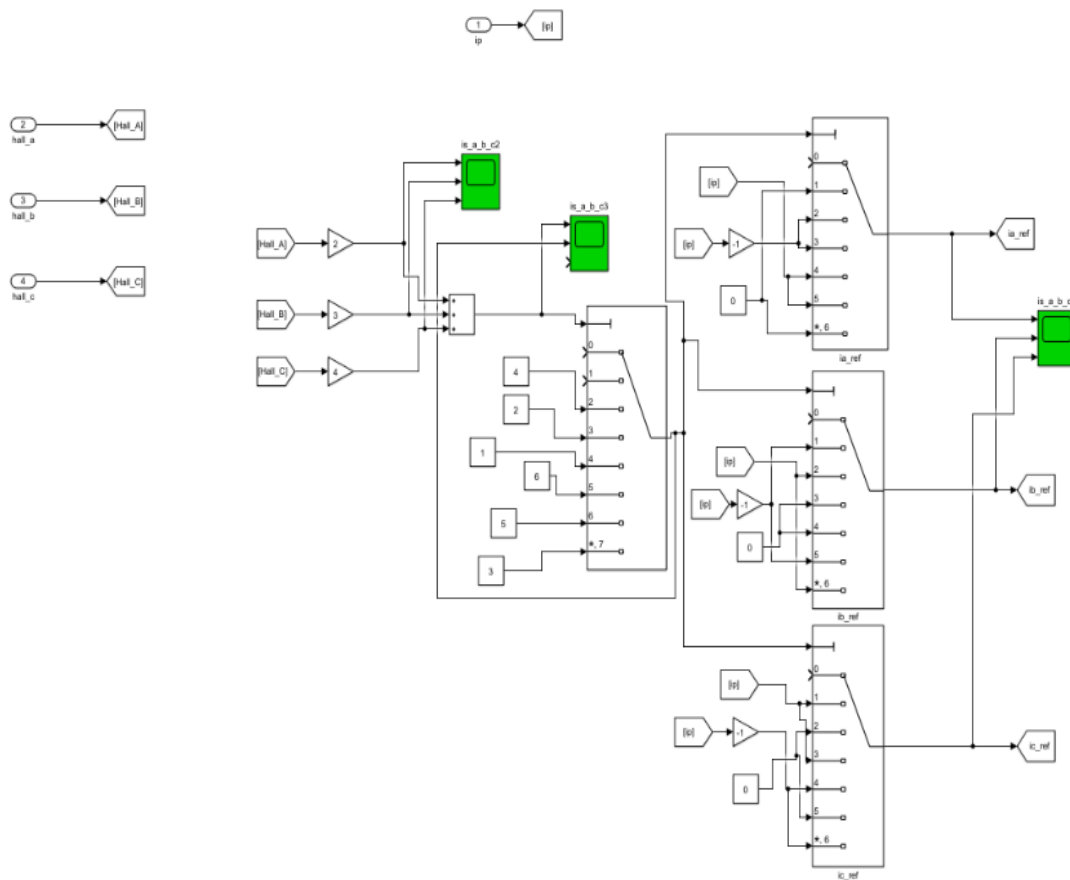 1
ip
[ip]
2
hall_a
[Hall_A]
3
hall_b
[Hall_B]
4
hall_c
[Hall_C]
is_a_b_c2
is_a_b_c3
[Hall_A]
2
[Hall_B]
3
[Hall_C]
4
+
+
+
0
1
2
3
4
5
6
*, 7
4
2
1
6
5
3
[ip]
[ip]
-1
0
0
1
2
3
4
5
*, 6
ia_ref
ia_ref
is_a_b_c
[ip]
[ip]
-1
0
0
1
2
3
4
5
*, 6
ib_ref
ib_ref
[ip]
[ip]
-1
0
0
1
2
3
4
5
*, 6
ic_ref
ic_ref